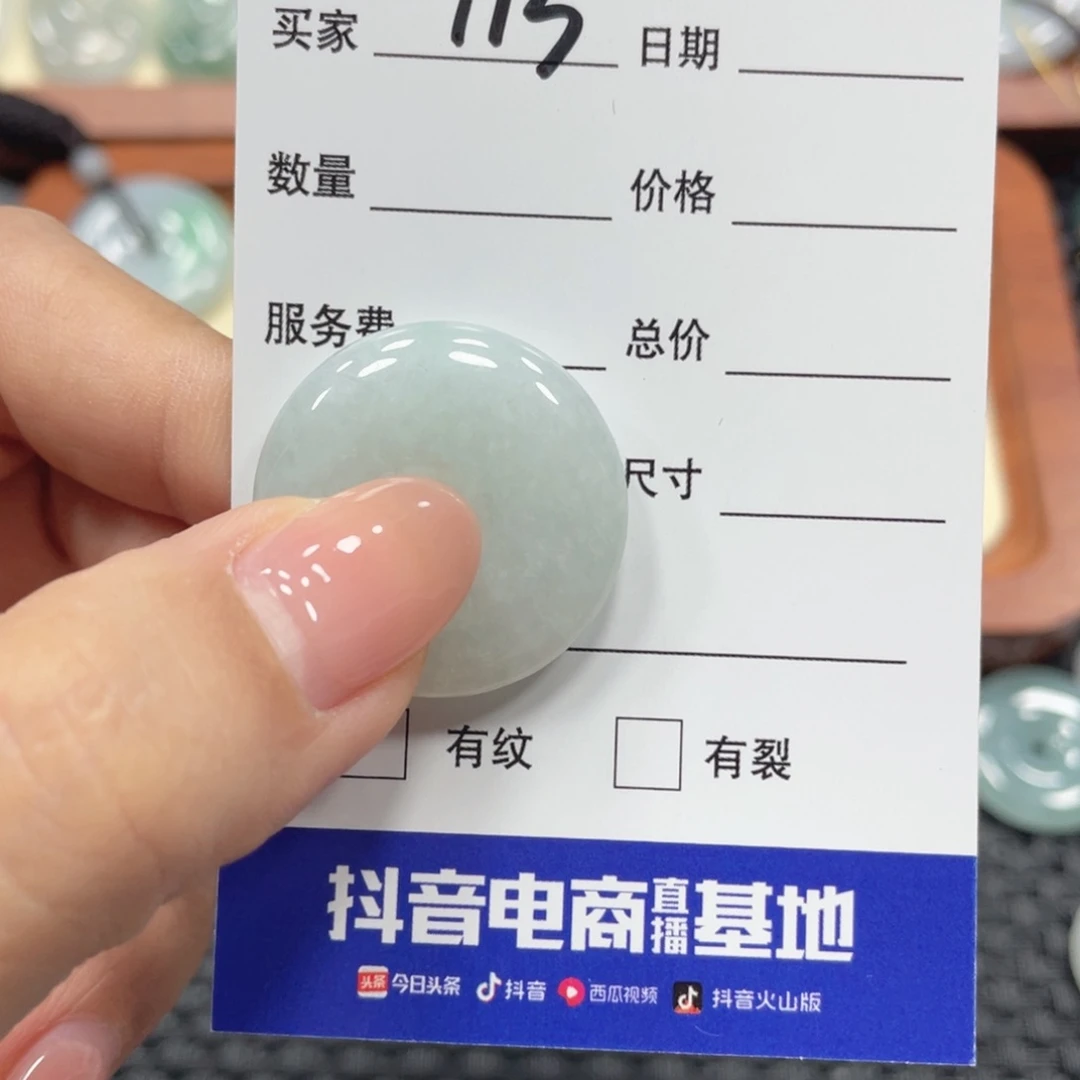 买家 115 日期
数量 价格
服务费 总价
尺寸
有纹 有裂
抖音电商直播基地
头条 今日头条 抖音 西瓜视频 抖音火山版